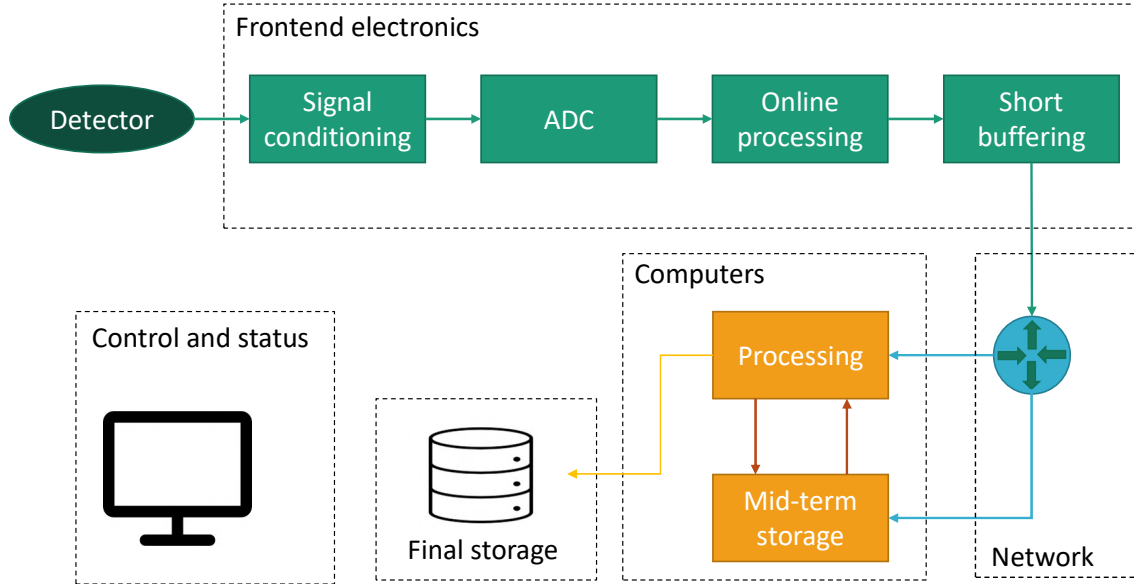 Frontend electronics
Detector
Signal
conditioning
ADC
Online
processing
Short
buffering
Computers
Control and status
Processing
Mid-term
storage
Final storage
Network